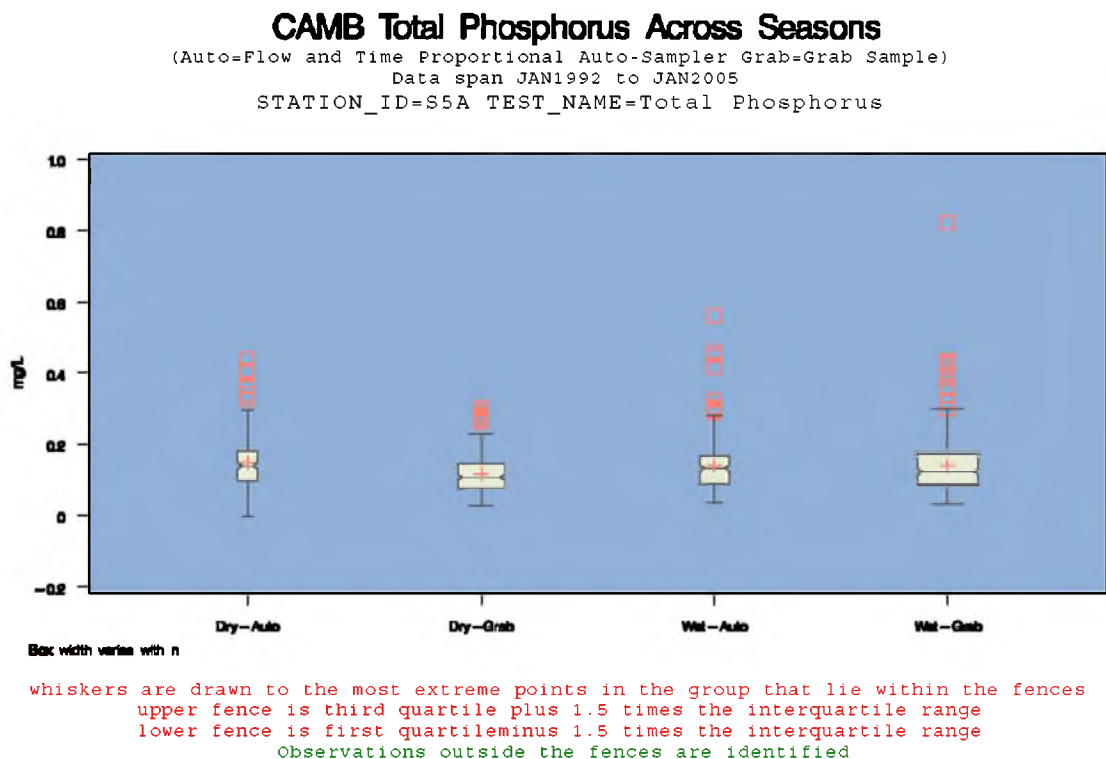 CAMB Total Phosphorus Across Seasons
(Auto=Flow and Time Proportional Auto-Sampler Grab=Grab Sample)
Data span JAN1992 to JAN2005
STATION_ID=S5A TEST_NAME=Total Phosphorus
1.0
0.8
0.6
mg/L
0.4
0.2
0
-0.2
Dry-Auto Dry-Grab Wet-Auto Wet-Grab
Box width varies with n
whiskers are drawn to the most extreme points in the group that lie within the fences
upper fence is third quartile plus 1.5 times the interquartile range
lower fence is first quartileminus 1.5 times the interquartile range
Observations outside the fences are identified